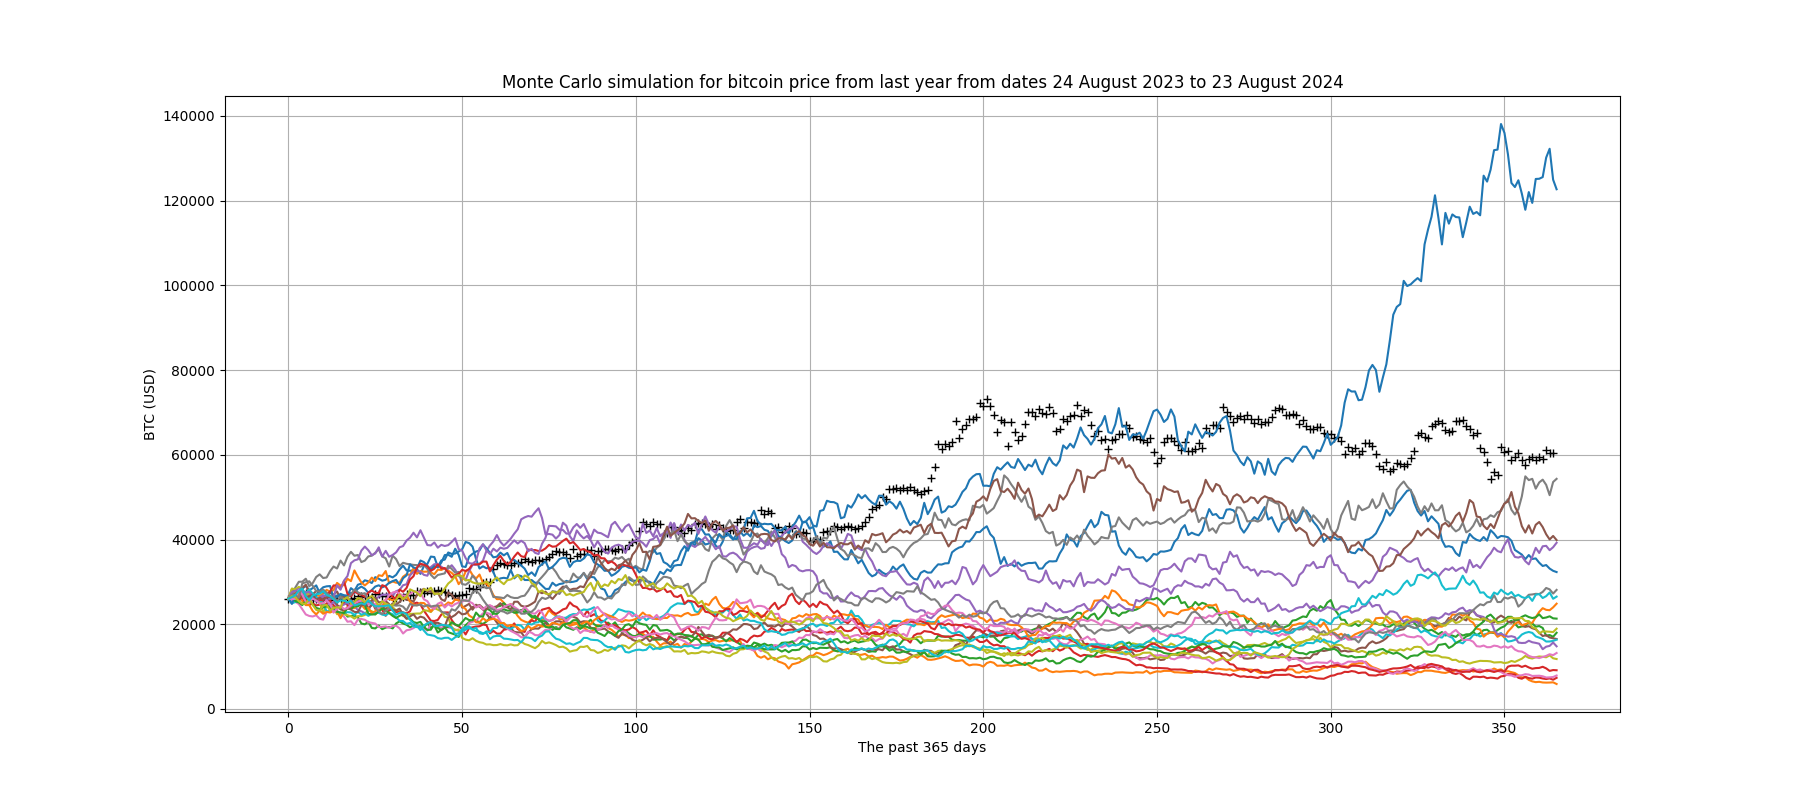 Monte Carlo simulation for bitcoin price from last year from dates 24 August 2023 to 23 August 2024
140000
120000
100000
80000
60000
40000
20000
0
BTC (USD)
0 50 100 150 200 250 300 350
The past 365 days